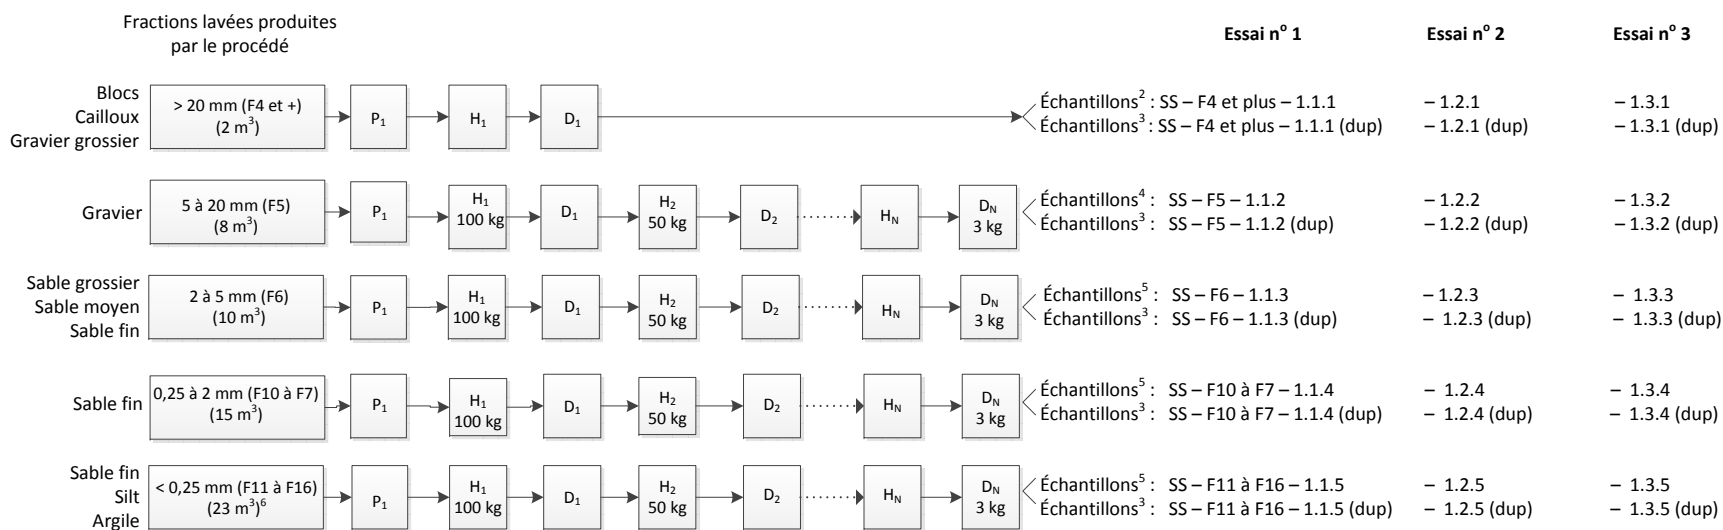 Fractions lavées produites
par le procédé
Essai nº 1 Essai nº 2 Essai nº 3
Blocs
Cailloux
Gravier grossier
> 20 mm (F4 et +)
(2 m³)
P₁
H₁
D₁
Échantillons² : SS – F4 et plus – 1.1.1 – 1.2.1 – 1.3.1
Échantillons³ : SS – F4 et plus – 1.1.1 (dup) – 1.2.1 (dup) – 1.3.1 (dup)
Gravier
5 à 20 mm (F5)
(8 m³)
P₁
H₁
100 kg
D₁
H₂
50 kg
D₂
H_N
D_N
3 kg
Échantillons⁴ : SS – F5 – 1.1.2 – 1.2.2 – 1.3.2
Échantillons³ : SS – F5 – 1.1.2 (dup) – 1.2.2 (dup) – 1.3.2 (dup)
Sable grossier
Sable moyen
Sable fin
2 à 5 mm (F6)
(10 m³)
P₁
H₁
100 kg
D₁
H₂
50 kg
D₂
H_N
D_N
3 kg
Échantillons⁵ : SS – F6 – 1.1.3 – 1.2.3 – 1.3.3
Échantillons³ : SS – F6 – 1.1.3 (dup) – 1.2.3 (dup) – 1.3.3 (dup)
Sable fin
0,25 à 2 mm (F10 à F7)
(15 m³)
P₁
H₁
100 kg
D₁
H₂
50 kg
D₂
H_N
D_N
3 kg
Échantillons⁵ : SS – F10 à F7 – 1.1.4 – 1.2.4 – 1.3.4
Échantillons³ : SS – F10 à F7 – 1.1.4 (dup) – 1.2.4 (dup) – 1.3.4 (dup)
Sable fin
Silt
Argile
< 0,25 mm (F11 à F16)
(23 m³)⁶
P₁
H₁
100 kg
D₁
H₂
50 kg
D₂
H_N
D_N
3 kg
Échantillons⁵ : SS – F11 à F16 – 1.1.5 – 1.2.5 – 1.3.5
Échantillons³ : SS – F11 à F16 – 1.1.5 (dup) – 1.2.5 (dup) – 1.3.5 (dup)